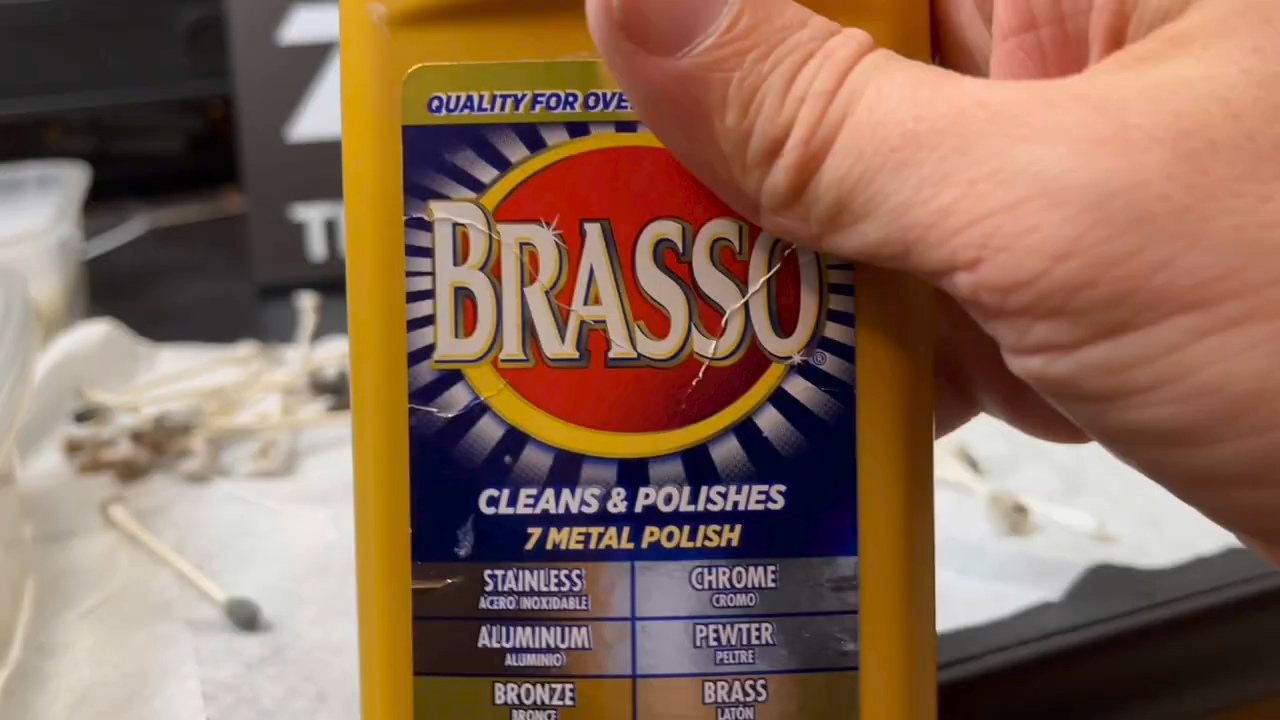 QUALITY FOR OVE
BRASSO
®
CLEANS & POLISHES
7 METAL POLISH
STAINLESS
ACERO INOXIDABLE
CHROME
CROMO
ALUMINUM
ALUMINIO
PEWTER
PELTRE
BRONZE
BRONCE
BRASS
LATÓN